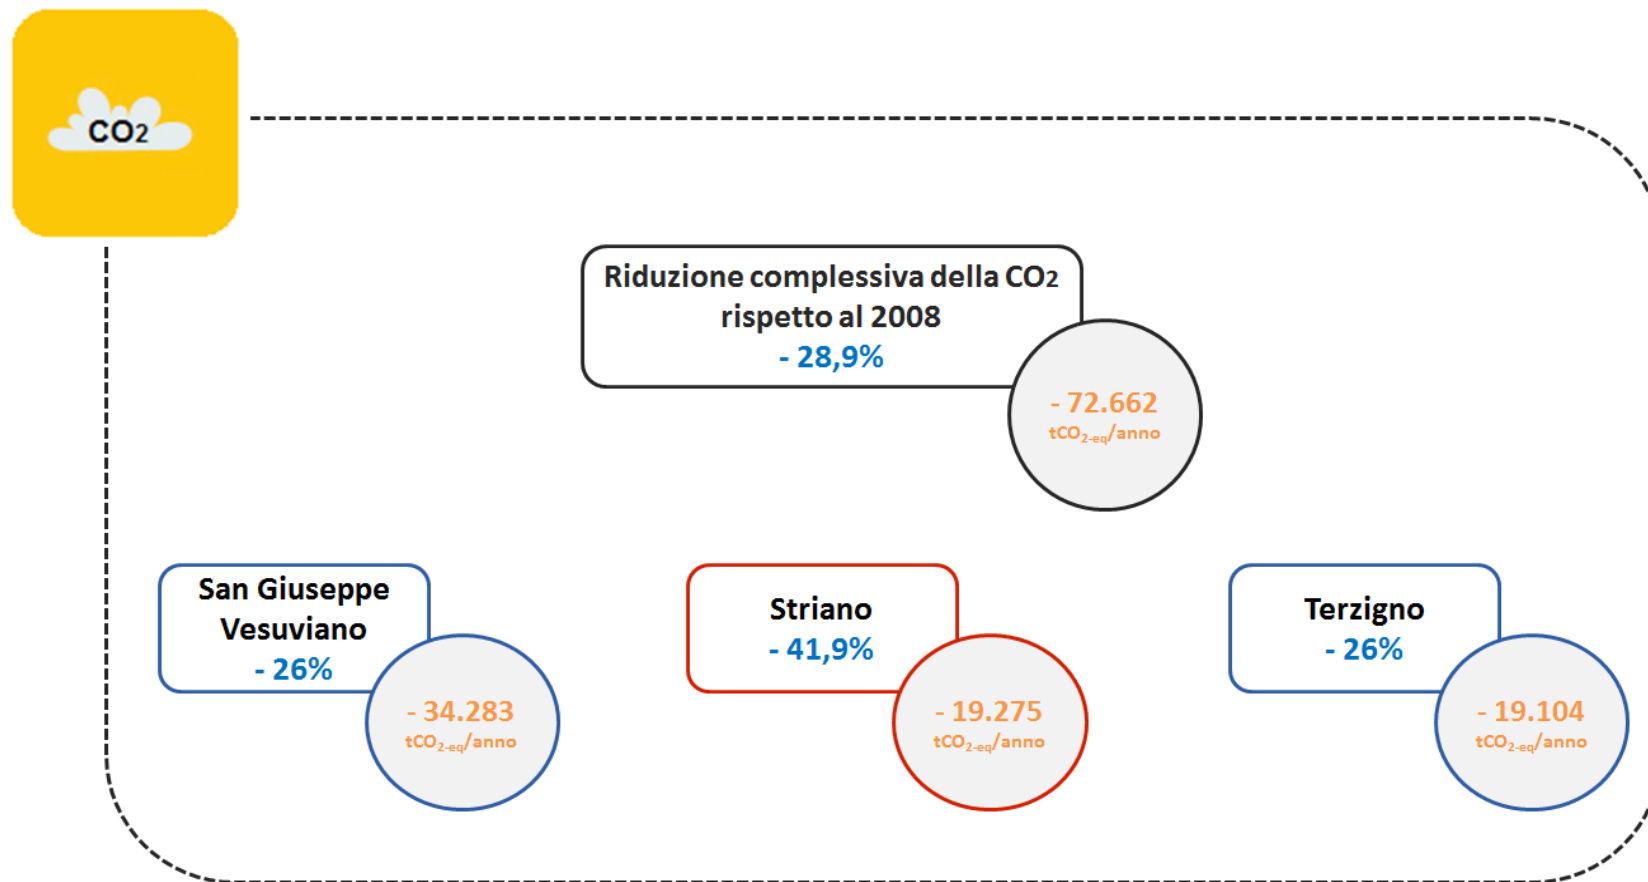 CO2
Riduzione complessiva della CO2
rispetto al 2008
- 28,9%
- 72.662
tCO2-eq/anno
San Giuseppe
Vesuviano
- 26%
- 34.283
tCO2-eq/anno
Striano
- 41,9%
- 19.275
tCO2-eq/anno
Terzigno
- 26%
- 19.104
tCO2-eq/anno